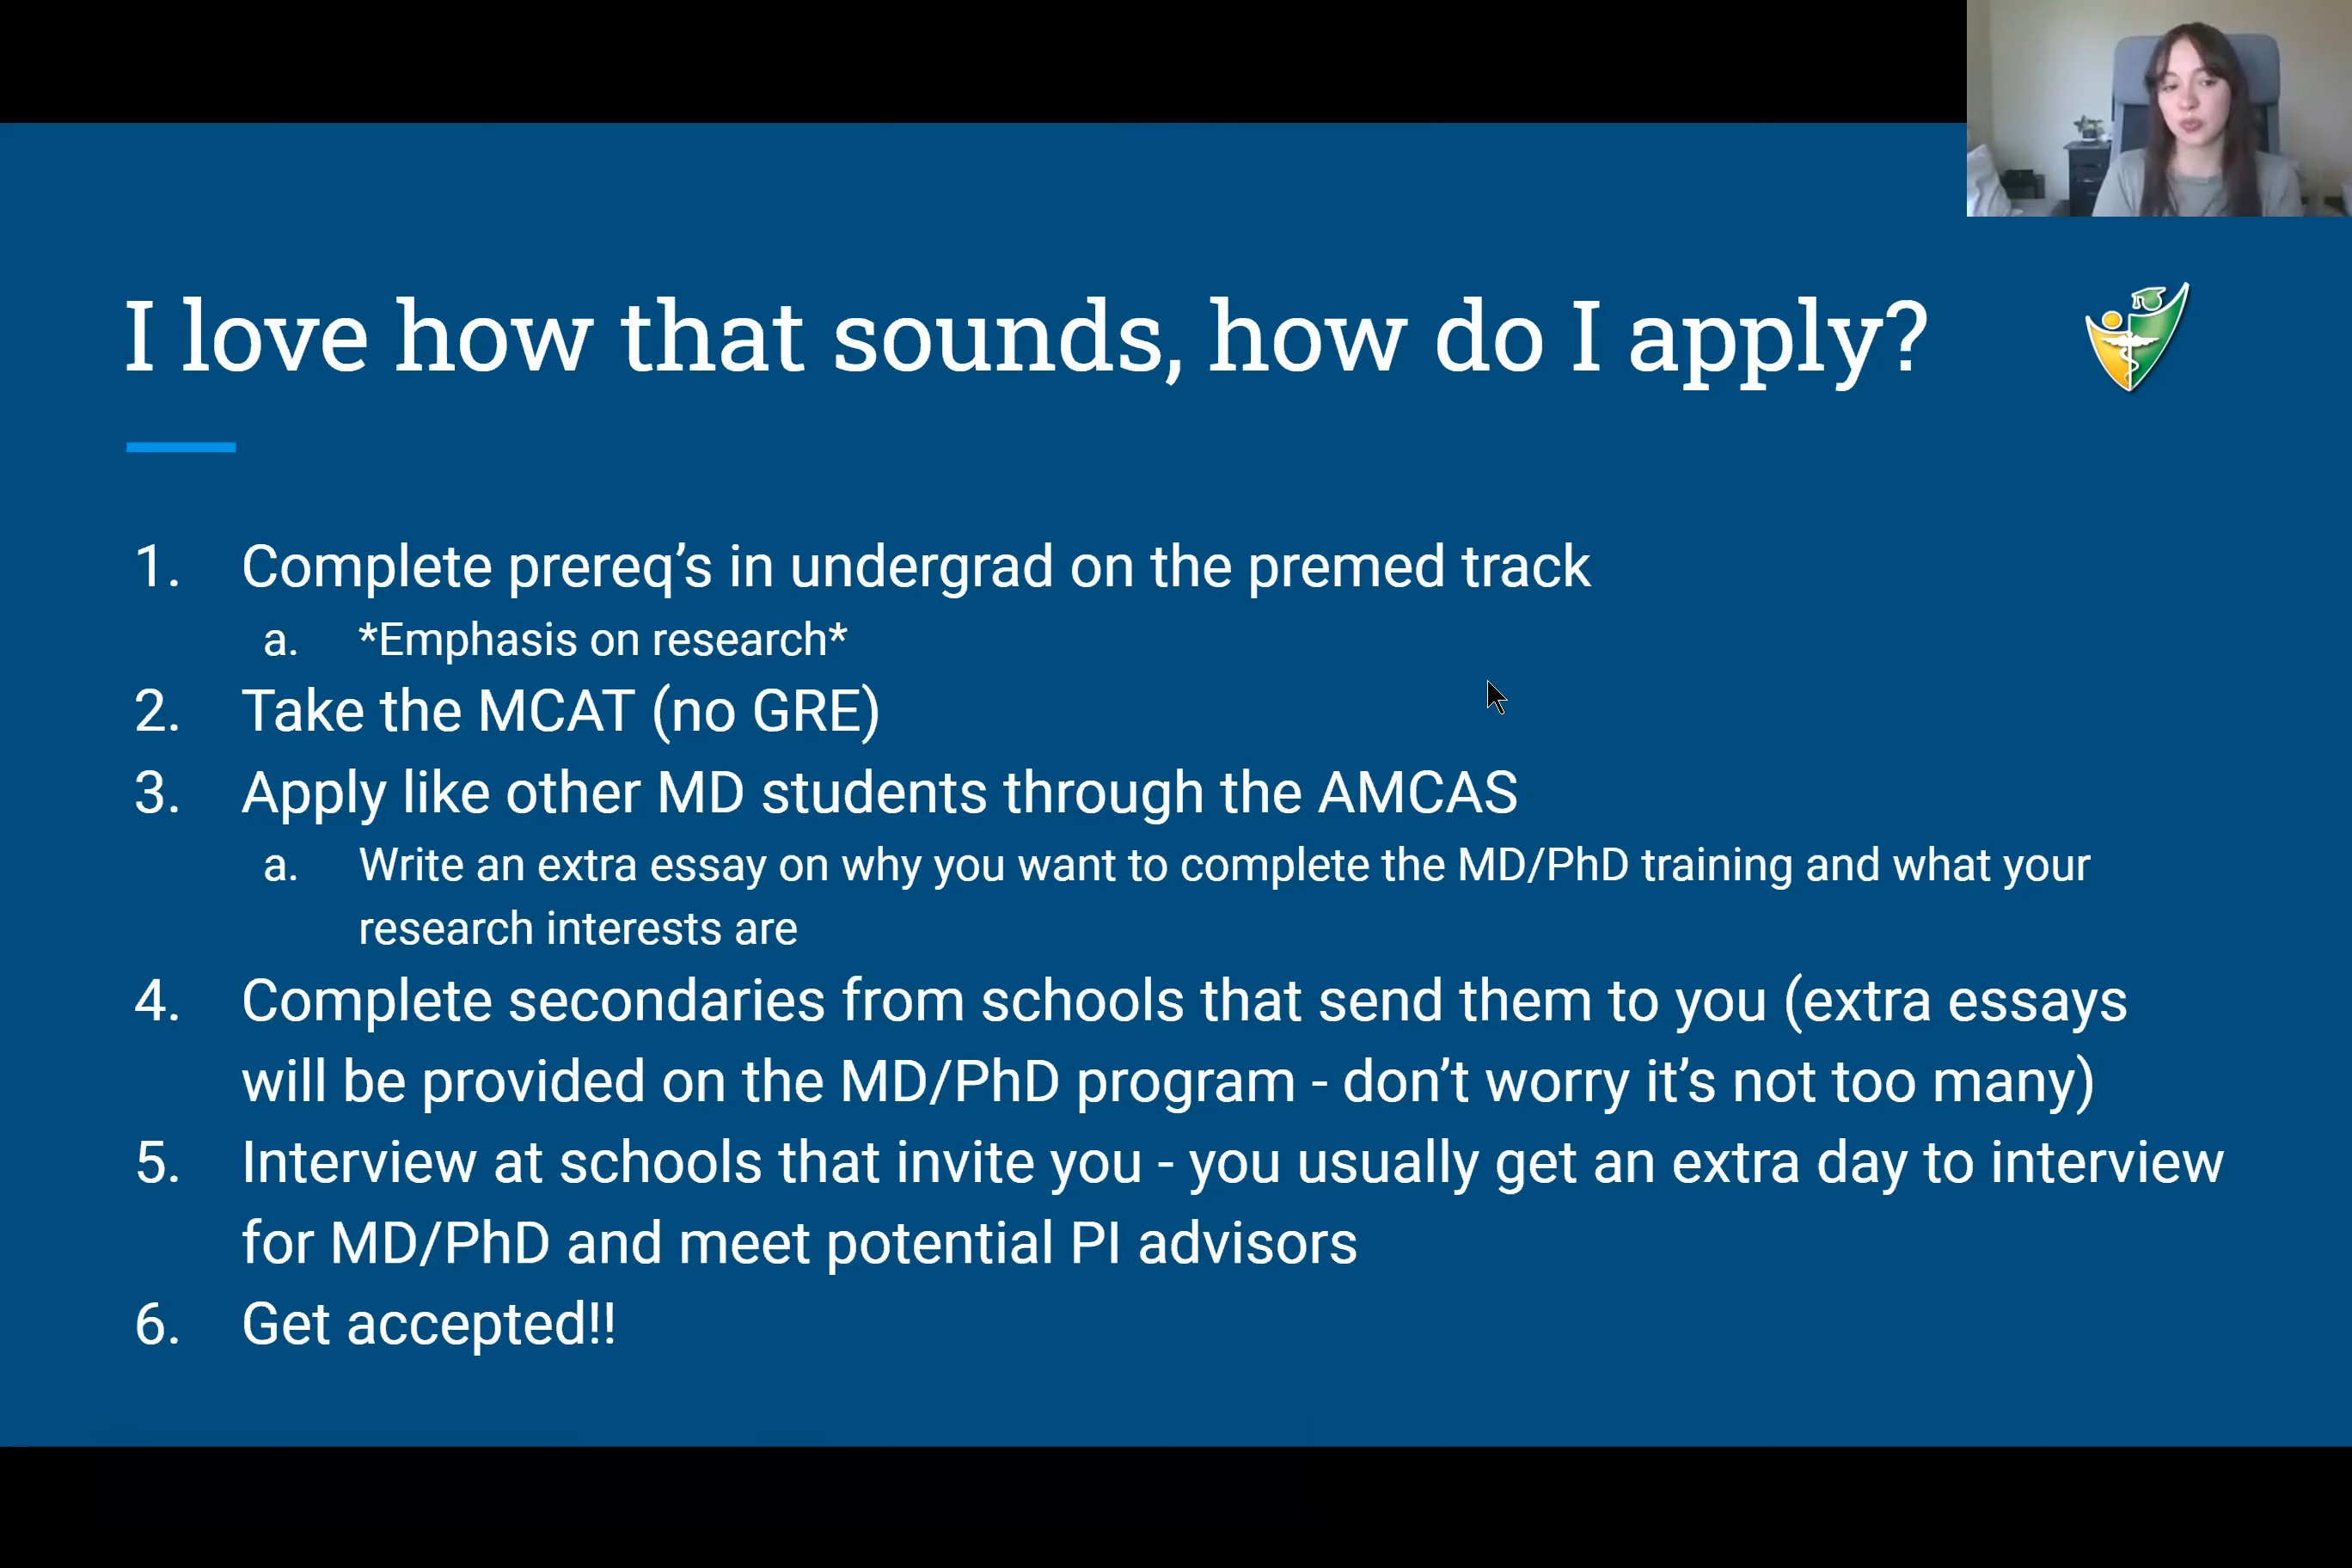 I love how that sounds, how do I apply?
1. Complete prereq’s in undergrad on the premed track
a. *Emphasis on research*
2. Take the MCAT (no GRE)
3. Apply like other MD students through the AMCAS
a. Write an extra essay on why you want to complete the MD/PhD training and what your
research interests are
4. Complete secondaries from schools that send them to you (extra essays
will be provided on the MD/PhD program - don’t worry it’s not too many)
5. Interview at schools that invite you - you usually get an extra day to interview
for MD/PhD and meet potential PI advisors
6. Get accepted!!